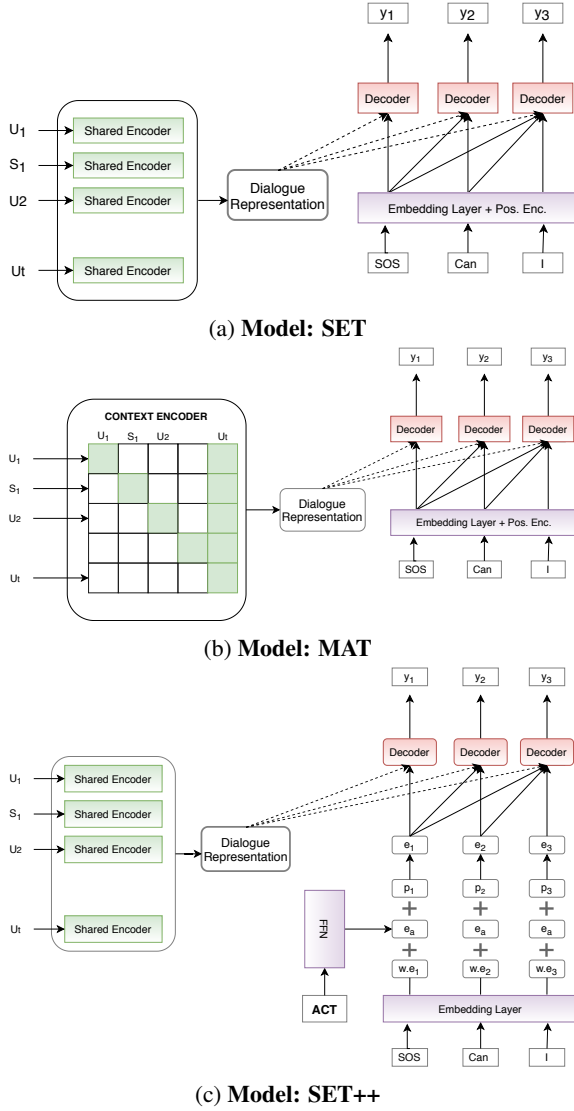 y1 y2 y3
Decoder Decoder Decoder
U1 Shared Encoder
S1 Shared Encoder
U2 Shared Encoder
Dialogue
Representation
Embedding Layer + Pos. Enc.
Ut Shared Encoder
SOS Can I
(a) Model: SET
y1 y2 y3
CONTEXT ENCODER
U1 S1 U2 Ut
Decoder Decoder Decoder
U1
S1
Dialogue
Representation
U2
Embedding Layer + Pos. Enc.
Ut
SOS Can I
(b) Model: MAT
y1 y2 y3
Decoder Decoder Decoder
U1 Shared Encoder
S1 Shared Encoder
U2 Shared Encoder
Dialogue
Representation
e1 e2 e3
p1 p2 p3
+ + +
Ut Shared Encoder
FFN
ea ea ea
+ + +
w.e1 w.e2 w.e3
ACT
Embedding Layer
SOS Can I
(c) Model: SET++